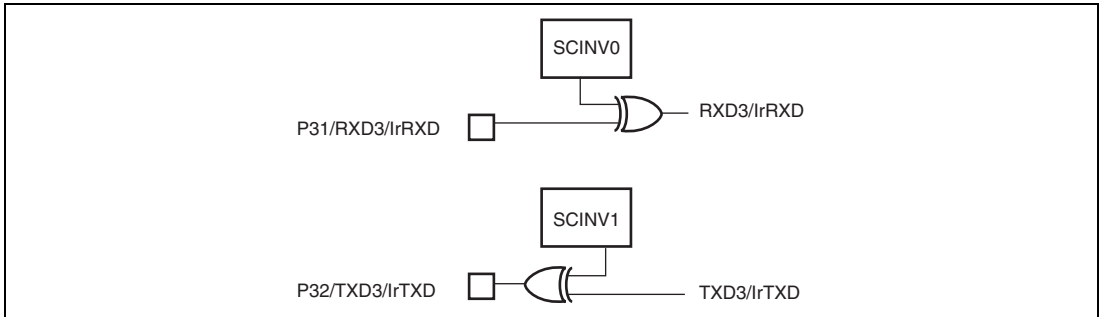 SCINV0
RXD3/IrRXD
P31/RXD3/IrRXD
SCINV1
P32/TXD3/IrTXD
TXD3/IrTXD